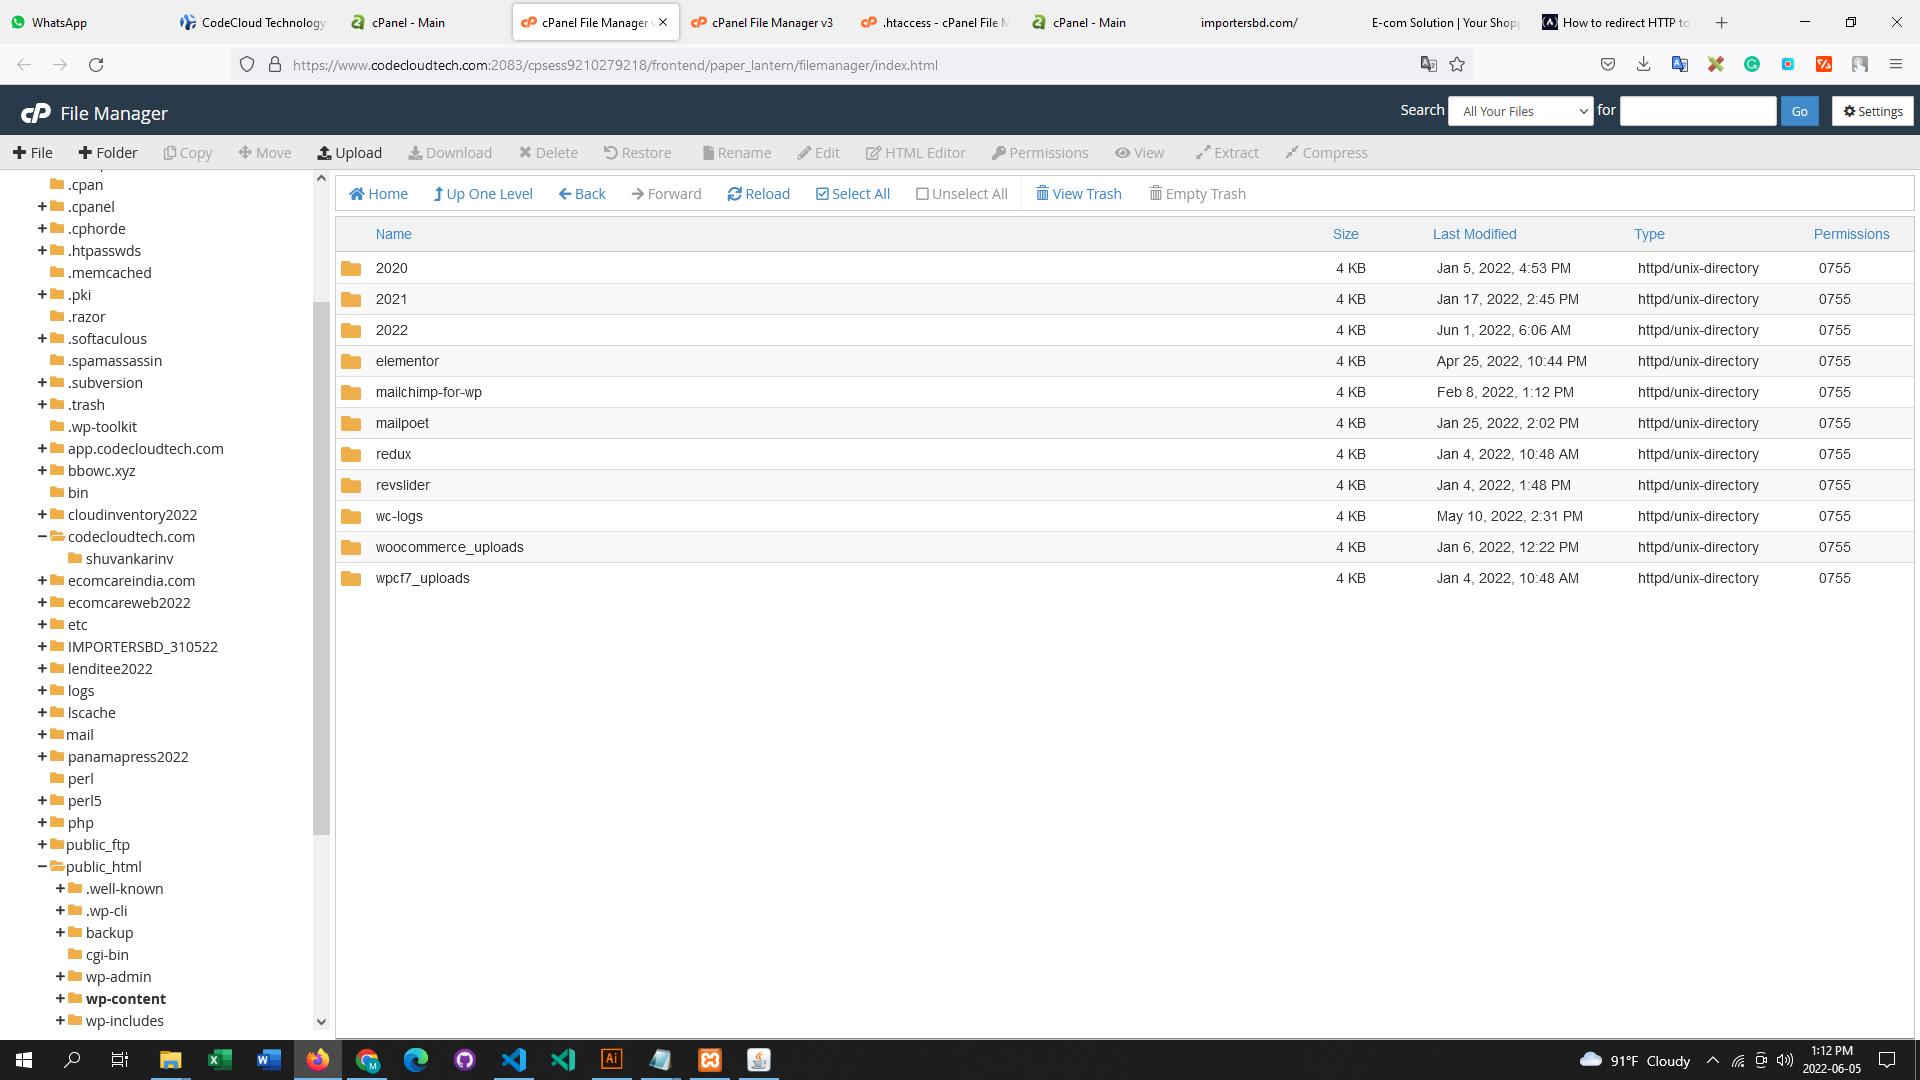 WhatsApp
CodeCloud Technology
cPanel - Main
cPanel File Manager v
cPanel File Manager v3
.htaccess - cPanel File M
cPanel - Main
importersbd.com/
E-com Solution | Your Shopp
How to redirect HTTP to
https://www.codecloudtech.com:2083/cpsess9210279218/frontend/paper_lantern/filemanager/index.html
cP File Manager
Search All Your Files for Go Settings
File Folder Copy Move Upload Download Delete Restore Rename Edit HTML Editor Permissions View Extract Compress
Home Up One Level Back Forward Reload Select All Unselect All View Trash Empty Trash
.cpan
.cpanel
.cphorde
.htpasswds
.memcached
.pki
.razor
.softaculous
.spamassassin
.subversion
.trash
.wp-toolkit
app.codecloudtech.com
bbowc.xyz
bin
cloudinventory2022
codecloudtech.com
shuvankarinv
ecomcareindia.com
ecomcareweb2022
etc
IMPORTERSBD_310522
lenditee2022
logs
lscache
mail
panamapress2022
perl
perl5
php
public_ftp
public_html
.well-known
.wp-cli
backup
cgi-bin
wp-admin
wp-content
wp-includes
Name Size Last Modified Type Permissions
2020 4 KB Jan 5, 2022, 4:53 PM httpd/unix-directory 0755
2021 4 KB Jan 17, 2022, 2:45 PM httpd/unix-directory 0755
2022 4 KB Jun 1, 2022, 6:06 AM httpd/unix-directory 0755
elementor 4 KB Apr 25, 2022, 10:44 PM httpd/unix-directory 0755
mailchimp-for-wp 4 KB Feb 8, 2022, 1:12 PM httpd/unix-directory 0755
mailpoet 4 KB Jan 25, 2022, 2:02 PM httpd/unix-directory 0755
redux 4 KB Jan 4, 2022, 10:48 AM httpd/unix-directory 0755
revslider 4 KB Jan 4, 2022, 1:48 PM httpd/unix-directory 0755
wc-logs 4 KB May 10, 2022, 2:31 PM httpd/unix-directory 0755
woocommerce_uploads 4 KB Jan 6, 2022, 12:22 PM httpd/unix-directory 0755
wpcf7_uploads 4 KB Jan 4, 2022, 10:48 AM httpd/unix-directory 0755
91°F Cloudy
1:12 PM
2022-06-05